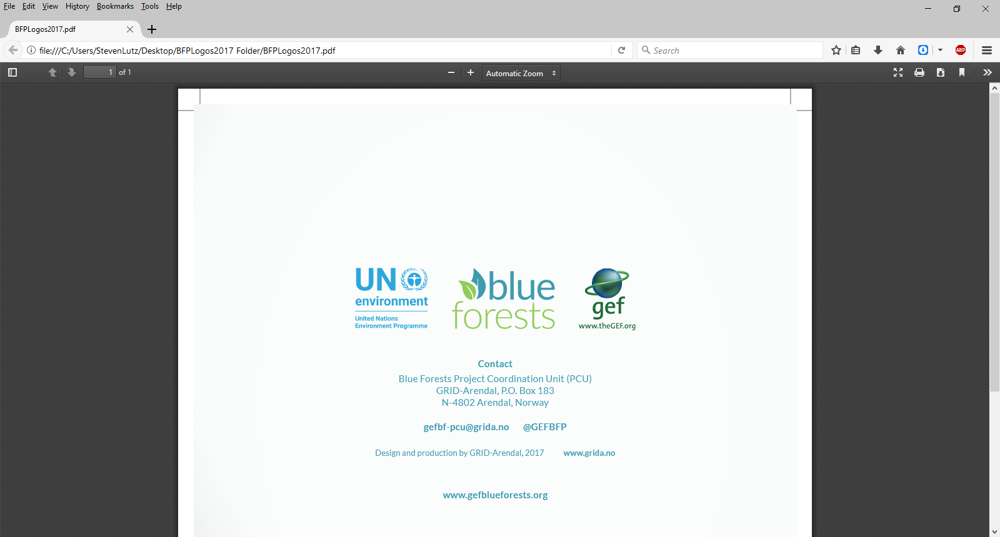 File Edit View History Bookmarks Tools Help
BFPLogos2017.pdf
file:///C:/Users/StevenLutz/Desktop/BFPLogos2017 Folder/BFPLogos2017.pdf
Search
ABP
1 of 1
Automatic Zoom
UN
environment
United Nations
Environment Programme
blue
forests
gef
www.theGEF.org
Contact
Blue Forests Project Coordination Unit (PCU)
GRID-Arendal, P.O. Box 183
N-4802 Arendal, Norway
gefbf-pcu@grida.no @GEFBFP
Design and production by GRID-Arendal, 2017 www.grida.no
www.gefblueforests.org